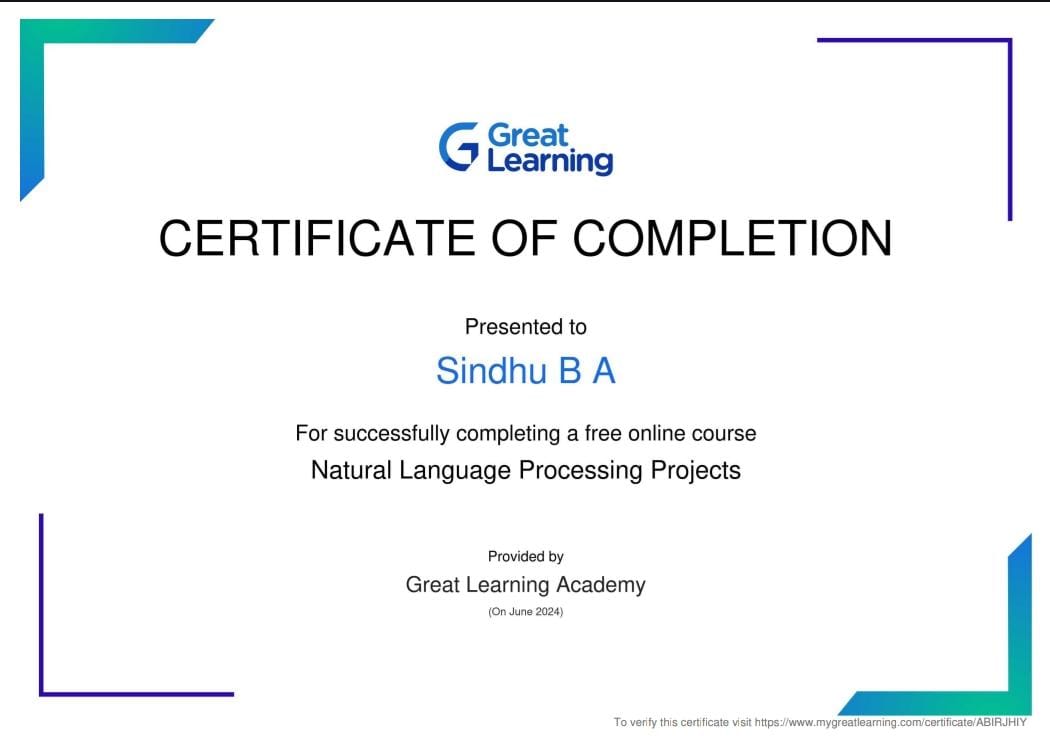 Great
Learning
CERTIFICATE OF COMPLETION
Presented to
Sindhu B A
For successfully completing a free online course
Natural Language Processing Projects
Provided by
Great Learning Academy
(On June 2024)
To verify this certificate visit https://www.mygreatlearning.com/certificate/ABIRJHIY